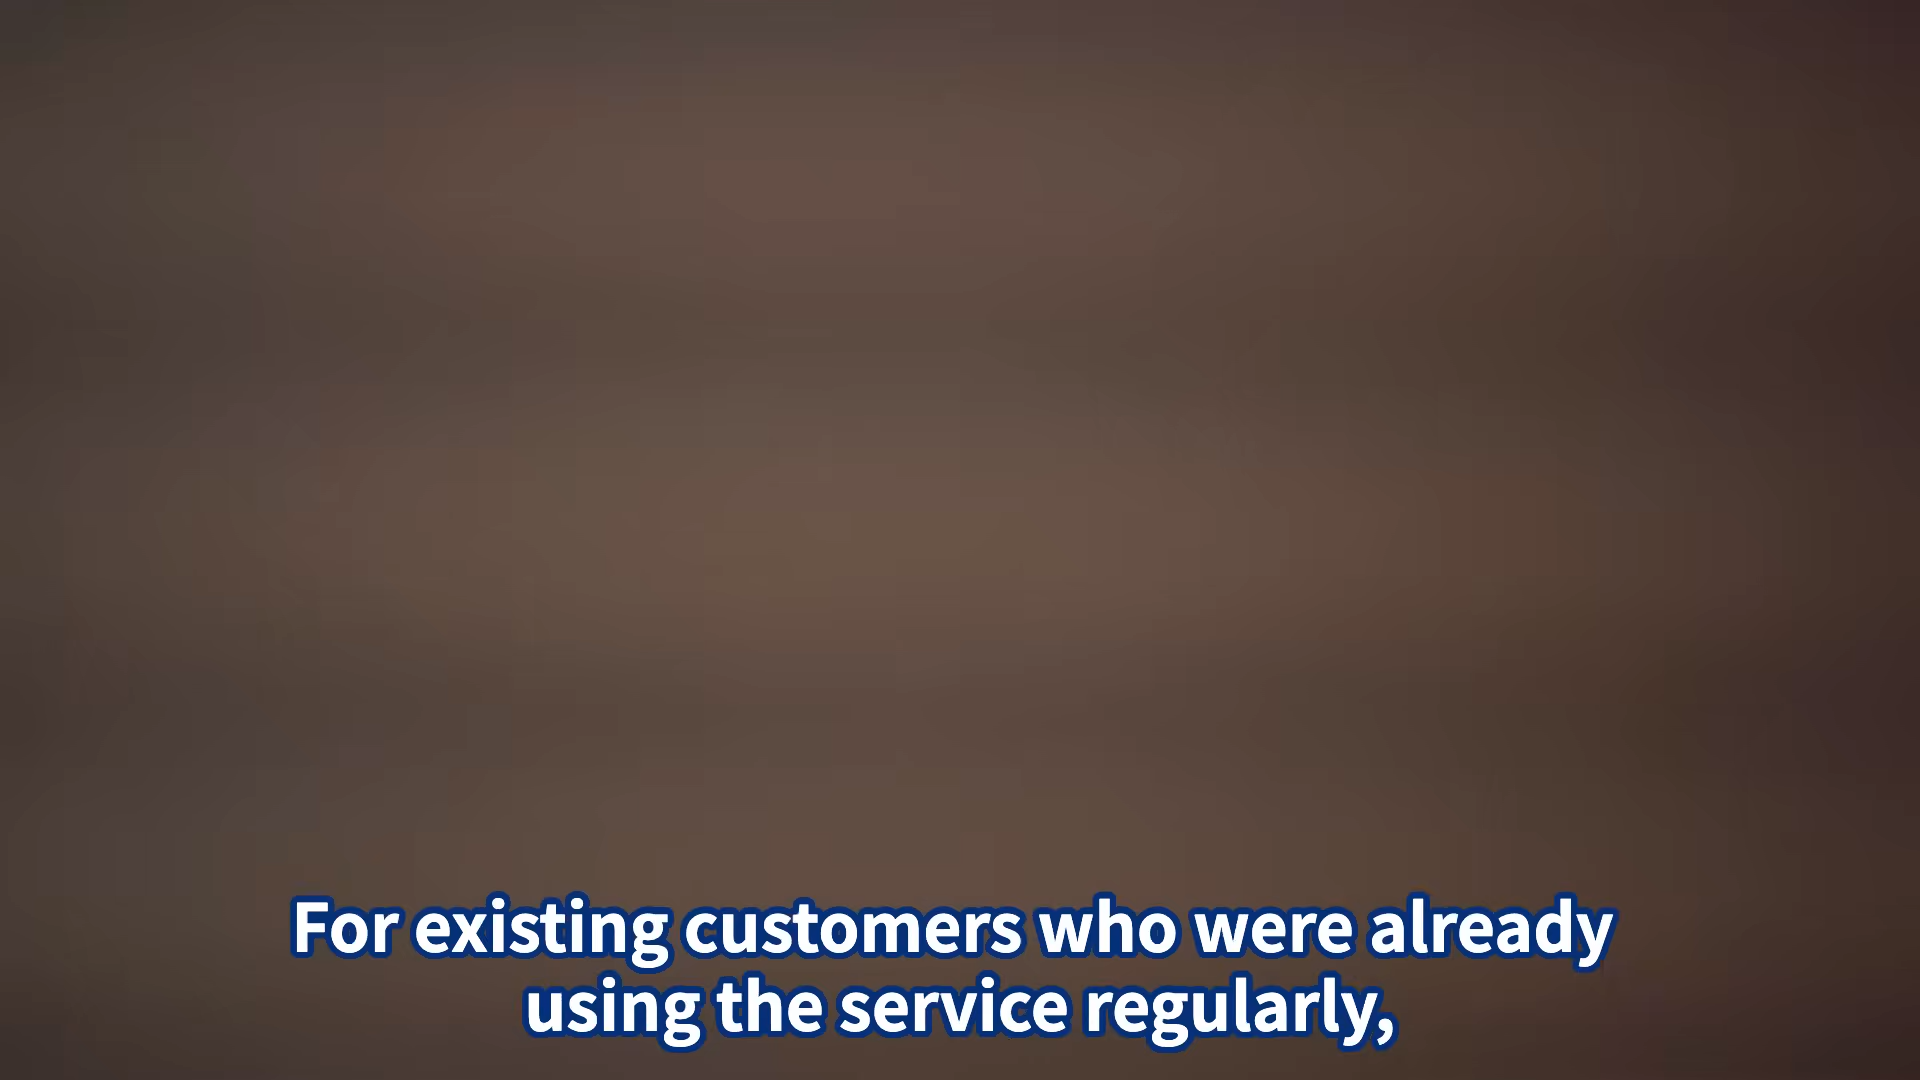 For existing customers who were already
using the service regularly,